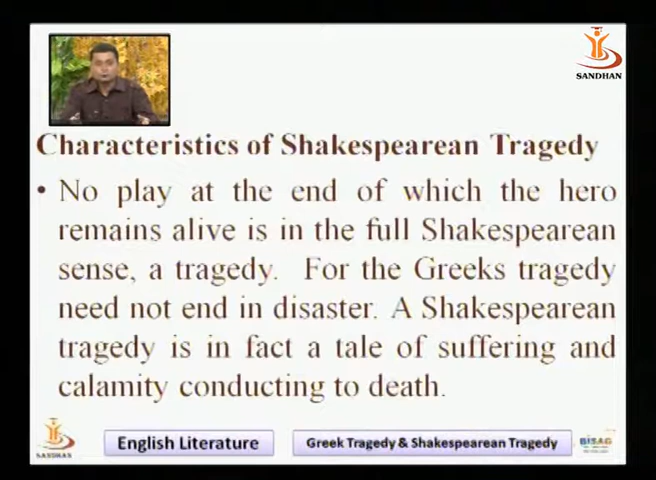 SANDHAN
Characteristics of Shakespearean Tragedy
• No play at the end of which the hero
remains alive is in the full Shakespearean
sense, a tragedy. For the Greeks tragedy
need not end in disaster. A Shakespearean
tragedy is in fact a tale of suffering and
calamity conducting to death.
SANDHAN
English Literature
Greek Tragedy & Shakespearean Tragedy
BISAG